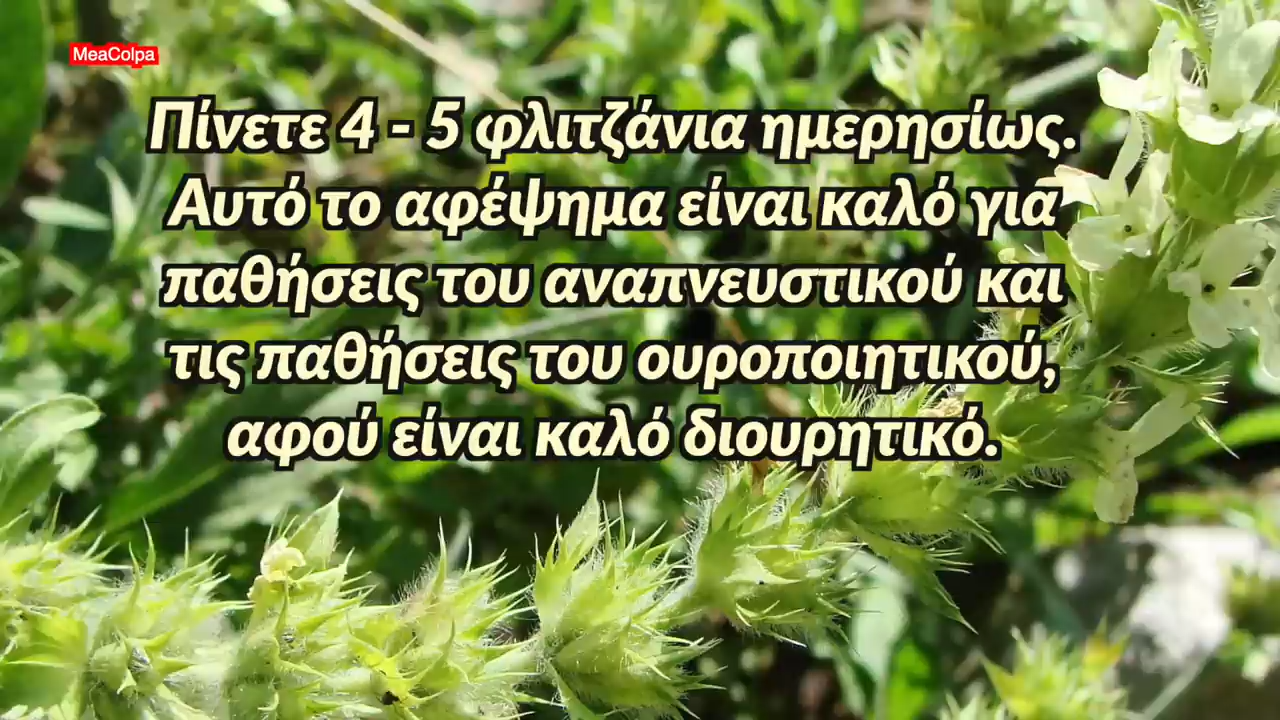 MeaColpa
Πίνετε 4 - 5 φλιτζάνια ημερησίως.
Αυτό το αφέψημα είναι καλό για
παθήσεις του αναπνευστικού και
τις παθήσεις του ουροποιητικού,
αφού είναι καλό διουρητικό.